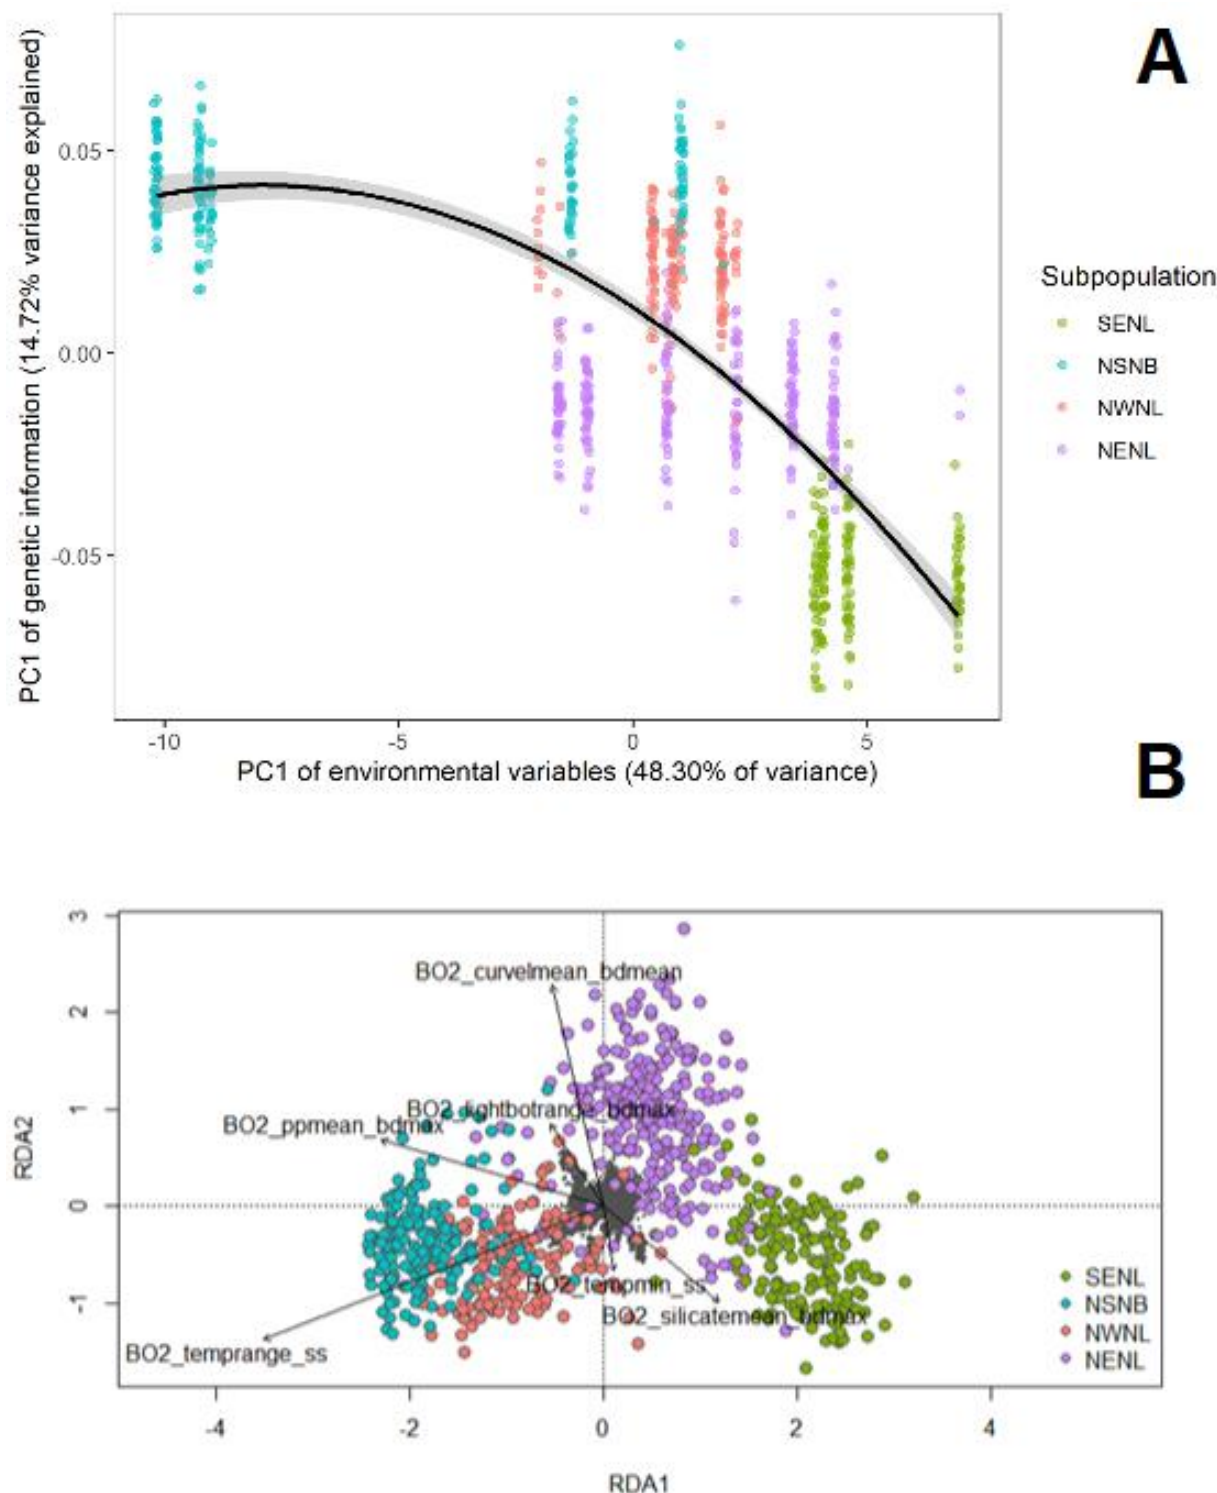 A
PC1 of genetic information (14.72% variance explained)
0.05
0.00
-0.05
-10
-5
0
5
PC1 of environmental variables (48.30% of variance)
Subpopulation
SENL
NSNB
NWNL
NENL
B
BO2_curvelmean_bdmean
BO2_lightbotrange_bdmax
BO2_ppmean_bdmax
BO2_tempmin_ss
BO2_silicatemean_bdmax
BO2_temprange_ss
RDA2
3
2
1
0
-1
SENL
NSNB
NWNL
NENL
-4
-2
0
2
4
RDA1